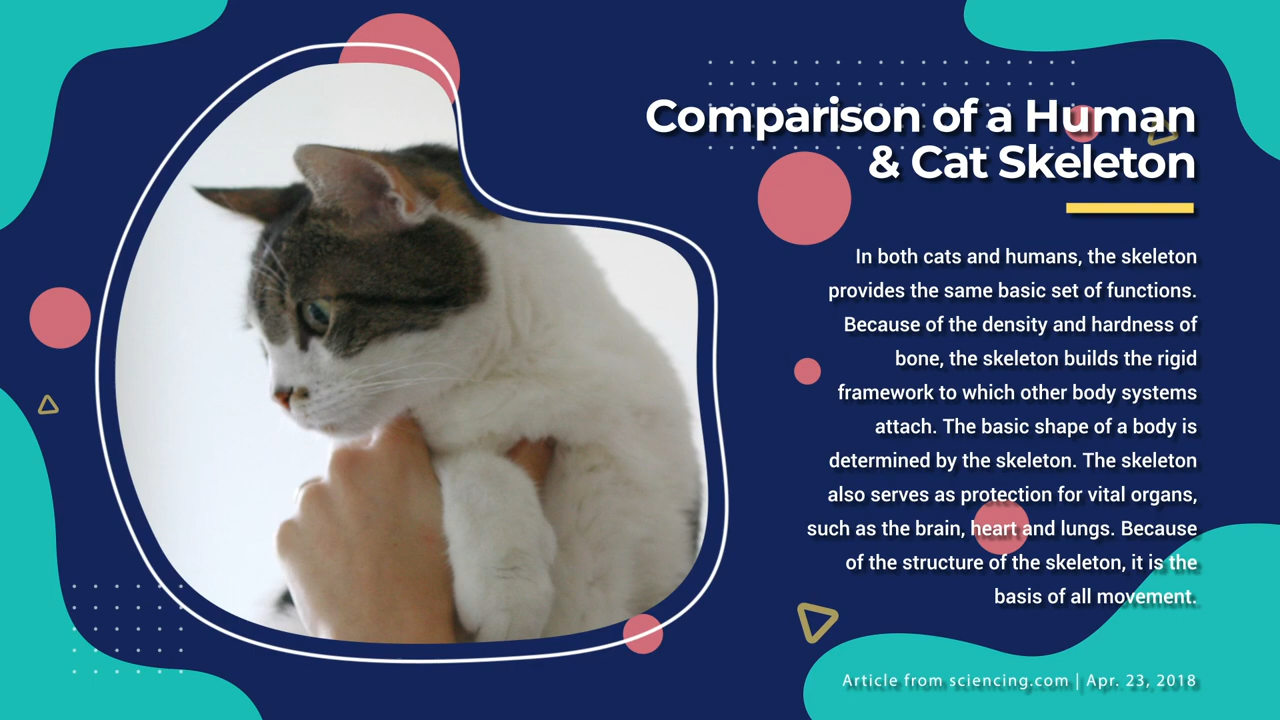 Comparison of a Human
& Cat Skeleton
In both cats and humans, the skeleton
provides the same basic set of functions.
Because of the density and hardness of
bone, the skeleton builds the rigid
framework to which other body systems
attach. The basic shape of a body is
determined by the skeleton. The skeleton
also serves as protection for vital organs,
such as the brain, heart and lungs. Because
of the structure of the skeleton, it is the
basis of all movement.
Article from sciencing.com | Apr. 23, 2018